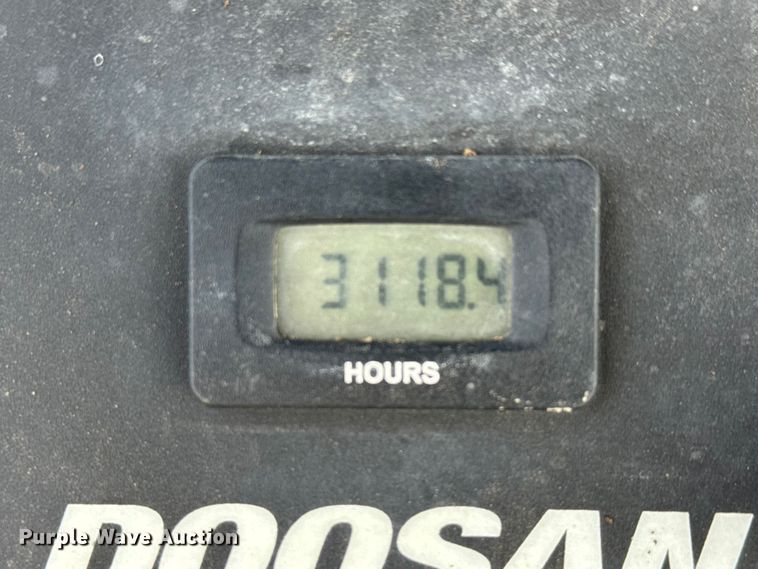 3118.4
HOURS
DOOSAN
Purple Wave Auction